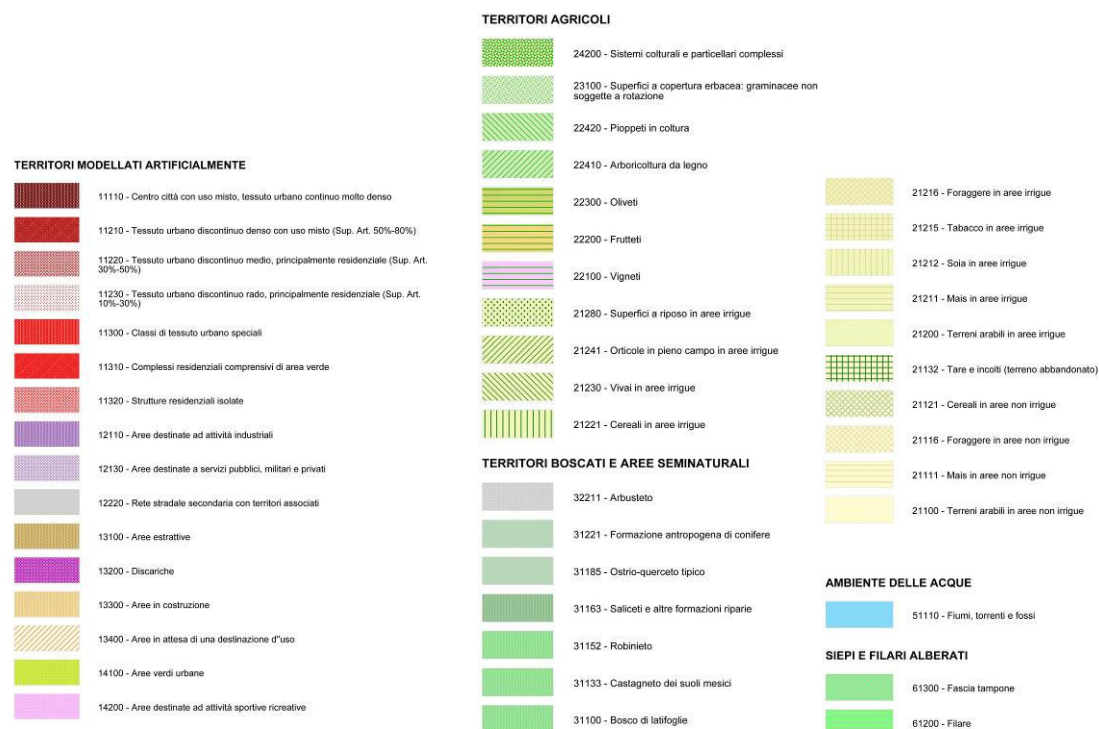 TERRITORI MODELLATI ARTIFICIALMENTE
11110 - Centro città con uso misto, tessuto urbano continuo molto denso
11210 - Tessuto urbano discontinuo denso con uso misto (Sup. Art. 50%-80%)
11220 - Tessuto urbano discontinuo medio, principalmente residenziale (Sup. Art.
30%-50%)
11230 - Tessuto urbano discontinuo rado, principalmente residenziale (Sup. Art.
10%-30%)
11300 - Classi di tessuto urbano speciali
11310 - Complessi residenziali comprensivi di area verde
11320 - Strutture residenziali isolate
12110 - Aree destinate ad attività industriali
12130 - Aree destinate a servizi pubblici, militari e privati
12220 - Rete stradale secondaria con territori associati
13100 - Aree estrattive
13200 - Discariche
13300 - Aree in costruzione
13400 - Aree in attesa di una destinazione d"uso
14100 - Aree verdi urbane
14200 - Aree destinate ad attività sportive ricreative
TERRITORI AGRICOLI
24200 - Sistemi colturali e particellari complessi
23100 - Superfici a copertura erbacea: graminacee non
soggette a rotazione
22420 - Pioppeti in coltura
22410 - Arboricoltura da legno
22300 - Oliveti
22200 - Frutteti
22100 - Vigneti
21280 - Superfici a riposo in aree irrigue
21241 - Orticole in pieno campo in aree irrigue
21230 - Vivai in aree irrigue
21221 - Cereali in aree irrigue
TERRITORI BOSCATI E AREE SEMINATURALI
32211 - Arbusteto
31221 - Formazione antropogena di conifere
31185 - Ostrio-querceto tipico
31163 - Saliceti e altre formazioni riparie
31152 - Robinieto
31133 - Castagneto dei suoli mesici
31100 - Bosco di latifoglie
21216 - Foraggere in aree irrigue
21215 - Tabacco in aree irrigue
21212 - Soia in aree irrigue
21211 - Mais in aree irrigue
21200 - Terreni arabili in aree irrigue
21132 - Tare e incolti (terreno abbandonato)
21121 - Cereali in aree non irrigue
21116 - Foraggere in aree non irrigue
21111 - Mais in aree non irrigue
21100 - Terreni arabili in aree non irrigue
AMBIENTE DELLE ACQUE
51110 - Fiumi, torrenti e fossi
SIEPI E FILARI ALBERATI
61300 - Fascia tampone
61200 - Filare